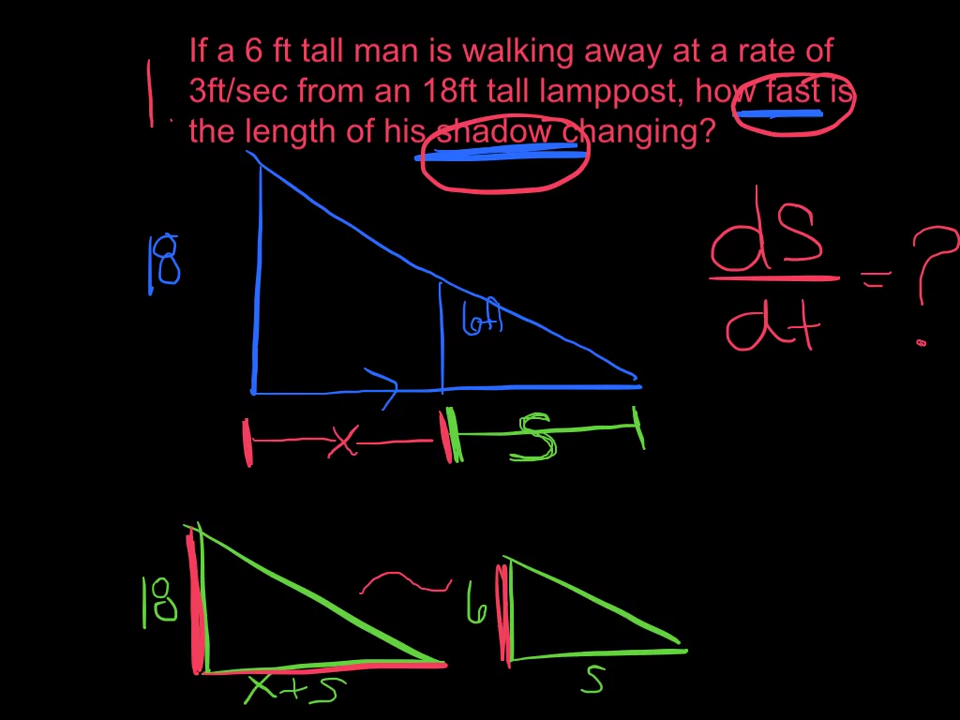 If a 6 ft tall man is walking away at a rate of
3ft/sec from an 18ft tall lamppost, how fast is
the length of his shadow changing?
1
18
6ft
dS
dt
= ?
x
S
18
~
6
x+s
s